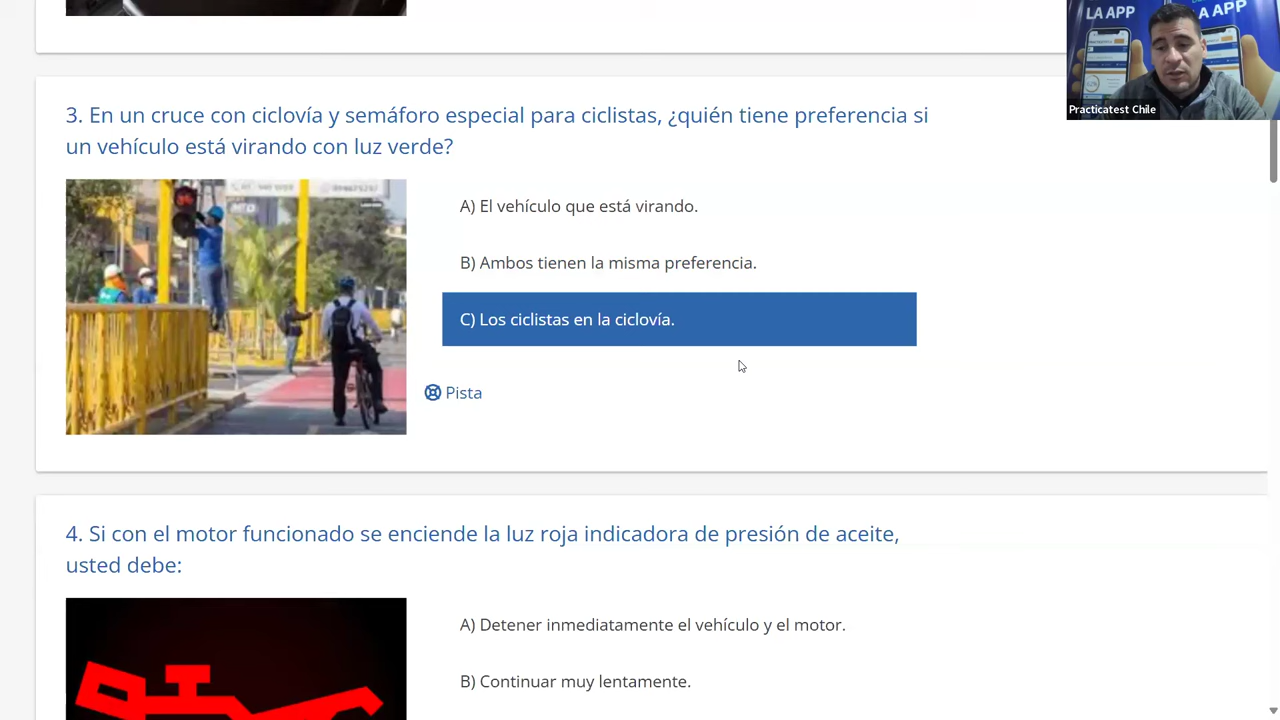 LA APP
LA APP
Practicatest Chile
3. En un cruce con ciclovía y semáforo especial para ciclistas, ¿quién tiene preferencia si
un vehículo está virando con luz verde?
A) El vehículo que está virando.
B) Ambos tienen la misma preferencia.
C) Los ciclistas en la ciclovía.
Pista
4. Si con el motor funcionado se enciende la luz roja indicadora de presión de aceite,
usted debe:
A) Detener inmediatamente el vehículo y el motor.
B) Continuar muy lentamente.